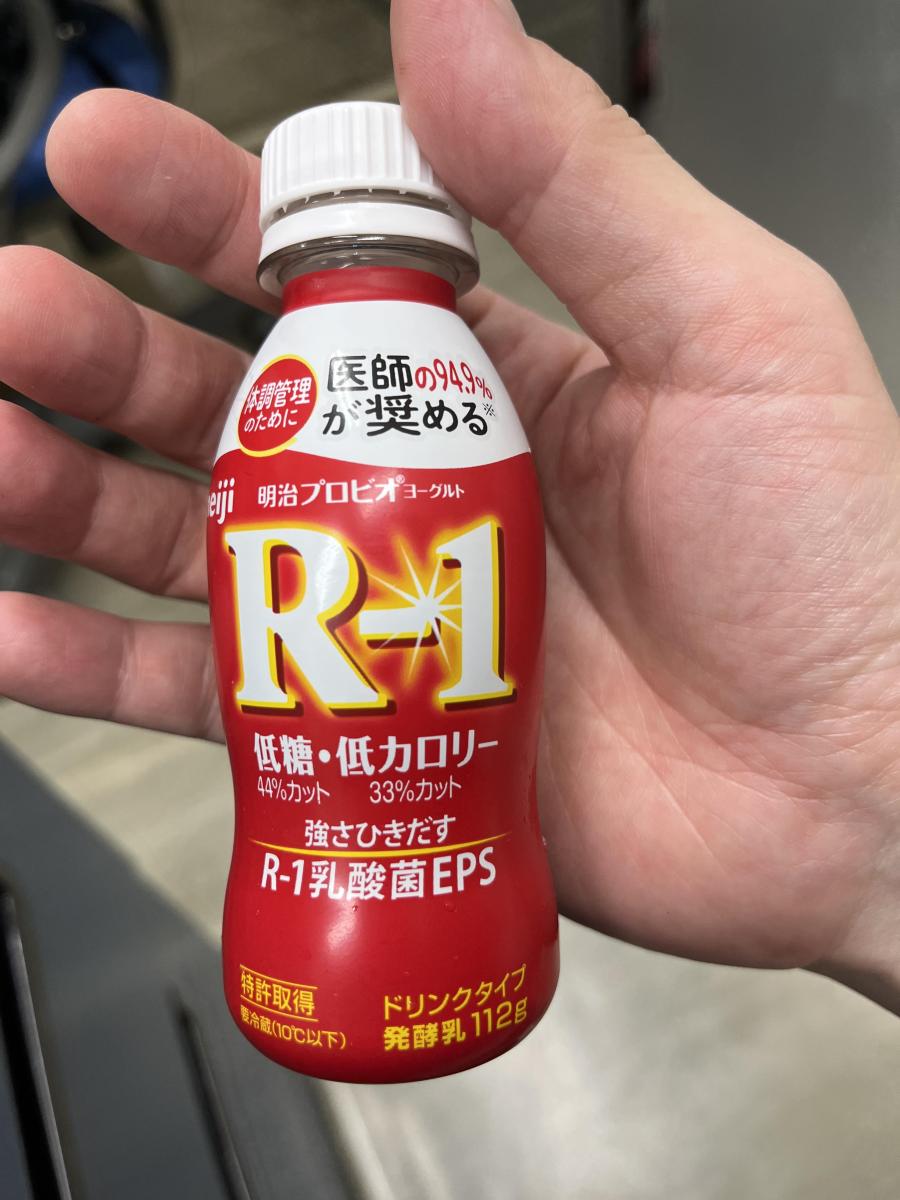 体調管理
のために
医師の94.9%
が奨める※
eiji
明治プロビオ®ヨーグルト
R-1
低糖・低カロリー
44%カット 33%カット
強さひきだす
R-1乳酸菌EPS
特許取得
要冷蔵(10℃以下)
ドリンクタイプ
発酵乳 112g